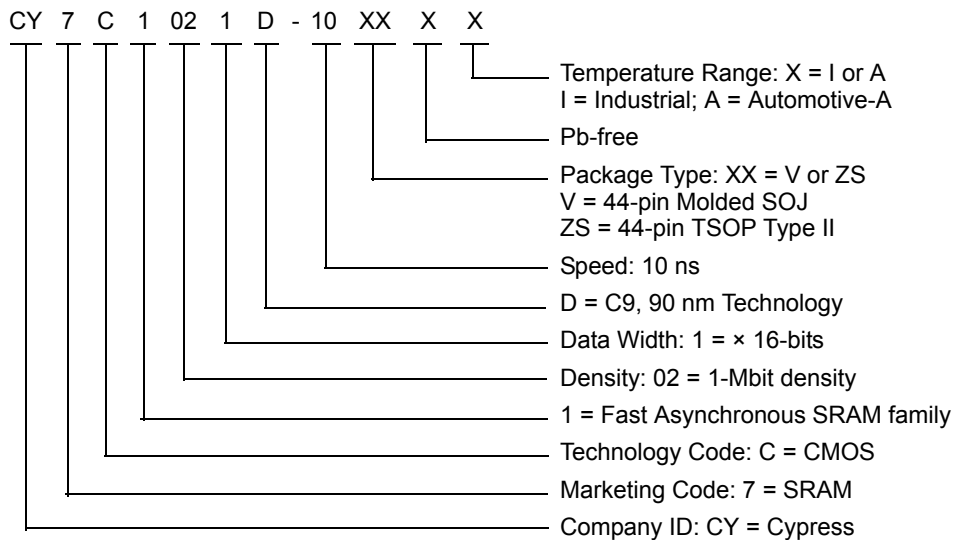 CY 7 C 1 02 1 D - 10 XX X X
Temperature Range: X = I or A
I = Industrial; A = Automotive-A
Pb-free
Package Type: XX = V or ZS
V = 44-pin Molded SOJ
ZS = 44-pin TSOP Type II
Speed: 10 ns
D = C9, 90 nm Technology
Data Width: 1 = × 16-bits
Density: 02 = 1-Mbit density
1 = Fast Asynchronous SRAM family
Technology Code: C = CMOS
Marketing Code: 7 = SRAM
Company ID: CY = Cypress